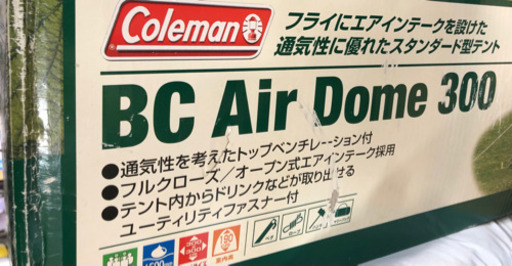 Coleman
フライにエアインテークを設けた
通気性に優れたスタンダード型テント
BC Air Dome 300
●通気性を考えたトップベンチレーション付
●フルクローズ/オープン式エアインテーク採用
●テント内からドリンクなどが取り出せる
ユーティリティファスナー付
180
室内高